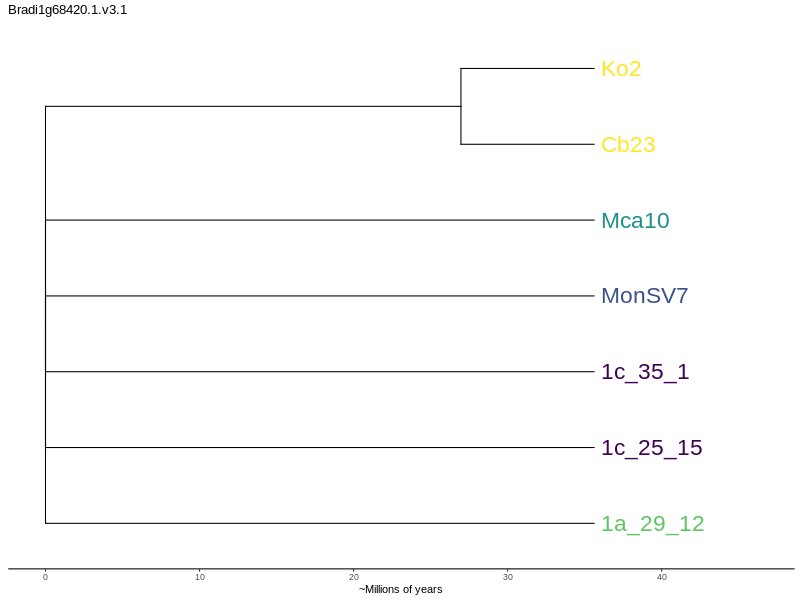 Bradi1g68420.1.v3.1
Ko2
Cb23
Mca10
MonSV7
1c_35_1
1c_25_15
1a_29_12
0 10 20 30 40
~Millions of years